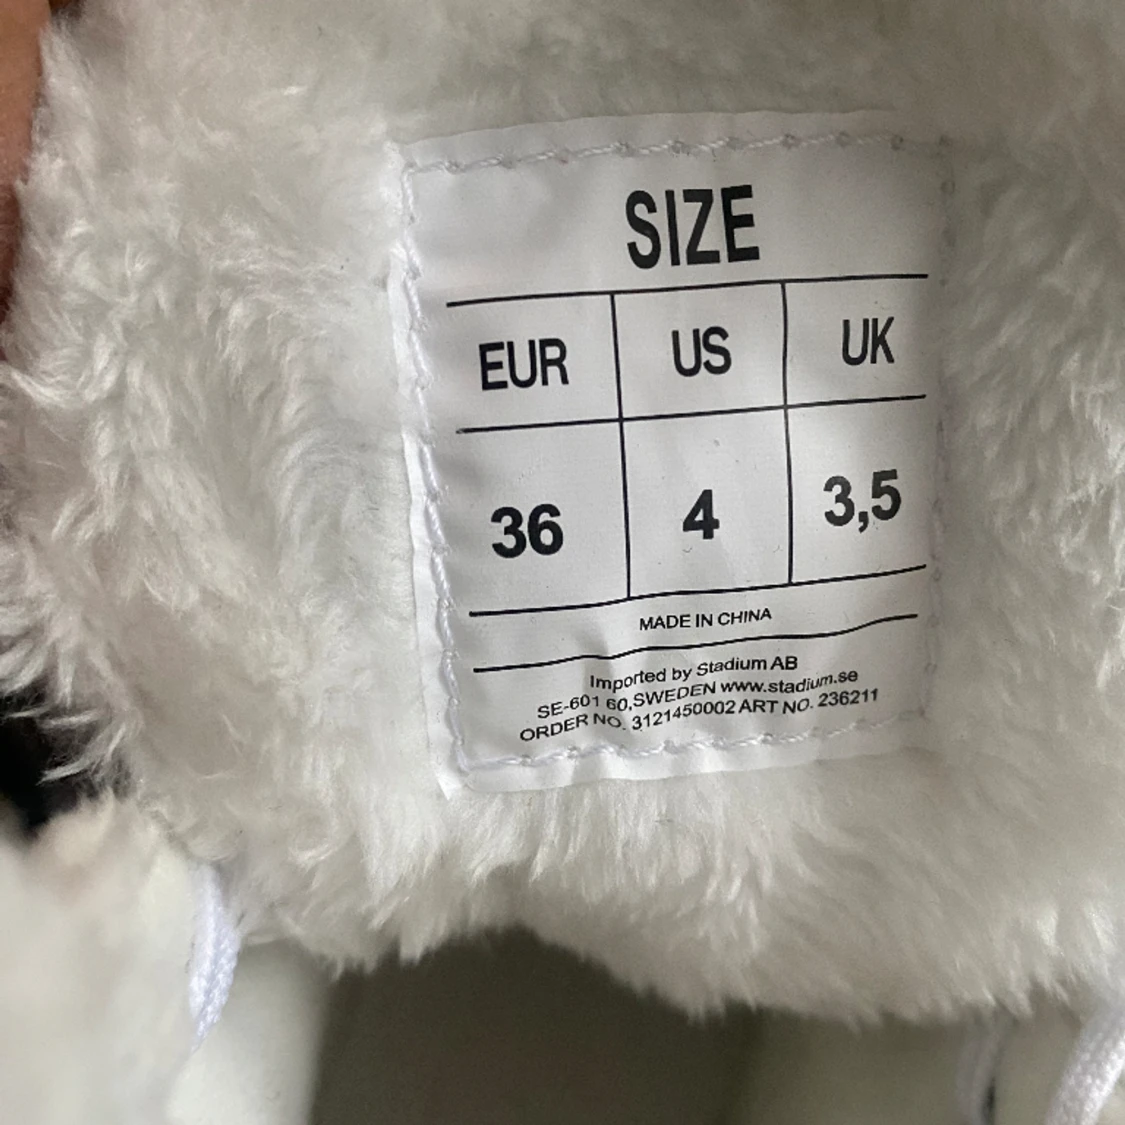 SIZE
EUR US UK
36 4 3,5
MADE IN CHINA
Imported by Stadium AB
SE-601 60,SWEDEN www.stadium.se
ORDER NO. 3121450002 ART NO. 236211